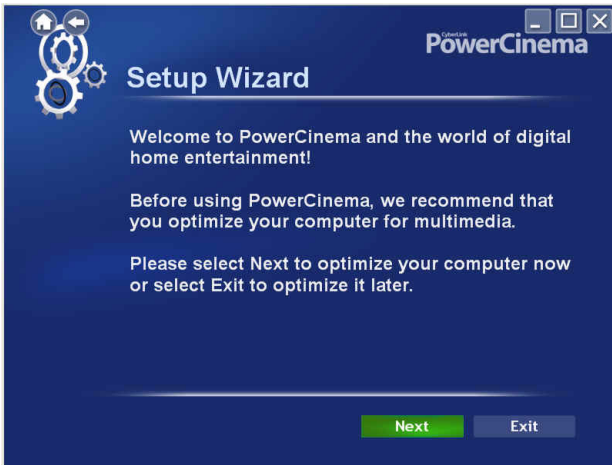 CyberLink
PowerCinema
Setup Wizard
Welcome to PowerCinema and the world of digital
home entertainment!
Before using PowerCinema, we recommend that
you optimize your computer for multimedia.
Please select Next to optimize your computer now
or select Exit to optimize it later.
Next
Exit